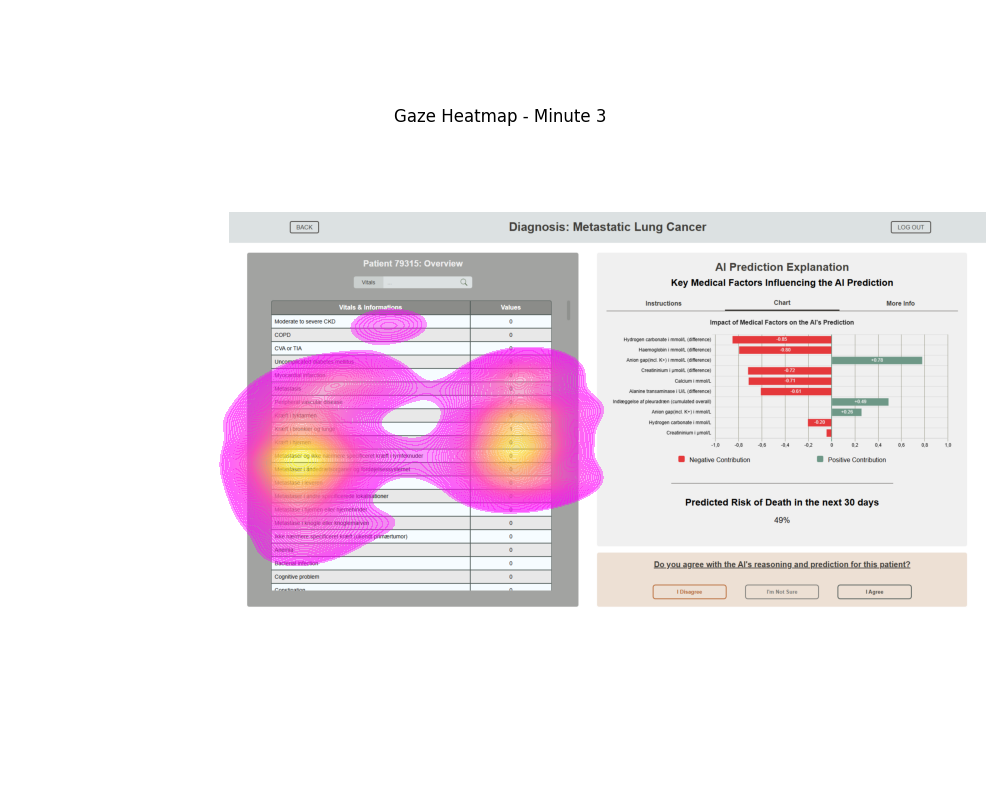 Gaze Heatmap - Minute 3
BACK
Diagnosis: Metastatic Lung Cancer
LOG OUT
Patient 79315: Overview
Vitals
Vitals & Informations Values
Moderate to severe CKD 0
COPD 0
CVA or TIA 0
Uncomplicated diabetes mellitus 0
Myocardial infarction 0
Metastasis 0
Peripheral vascular disease 0
Kræft i lytkjertlen 0
Kræft i bronkier og lunge 1
Kræft i hjernen 0
Metastaser og ikke nærmere specificeret kræft i lymfeknuder 0
Metastaser i 0
Metastaser i 0
Metastaser i andre specificerede lokalisationer 0
Metastase i hjerne eller hjernehinder 0
Metastase i knogle eller knoglemarven 0
Ikke nærmere specificeret kræft (ukendt primærtumor) 0
Anemia 0
Bacterial infection 0
Cognitive problem 0
Constipation 0
AI Prediction Explanation
Key Medical Factors Influencing the AI Prediction
Instructions Chart More Info
Impact of Medical Factors on the AI's Prediction
Hydrogen carbonate i mmol/L (difference) -0.85
Haemoglobin i mmol/L (difference) -0.80
Anion gap(incl. K+) i mmol/L (difference) +0.78
Creatininium i µmol/L (difference) -0.72
Calcium i mmol/L -0.71
Alanine transaminase i U/L (difference) -0.61
Indlæggelse af pleuradræn (cumulated overall) +0.49
Anion gap(incl. K+) i mmol/L +0.26
Hydrogen carbonate i mmol/L -0.20
Creatininium i µmol/L
-1,0 -0,8 -0,6 -0,4 -0,2 0 0,2 0,4 0,6 0,8 1,0
Negative Contribution Positive Contribution
Predicted Risk of Death in the next 30 days
49%
Do you agree with the AI's reasoning and prediction for this patient?
I Disagree I'm Not Sure I Agree